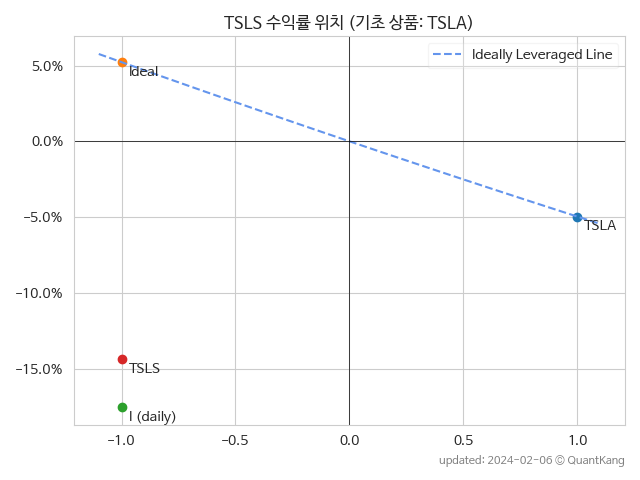 TSLS 수익률 위치 (기초 상품: TSLA)
Ideally Leveraged Line
5.0%
Ideal
0.0%
−5.0%
TSLA
−10.0%
−15.0%
TSLS
I (daily)
−1.0 −0.5 0.0 0.5 1.0
updated: 2024-02-06 © QuantKang